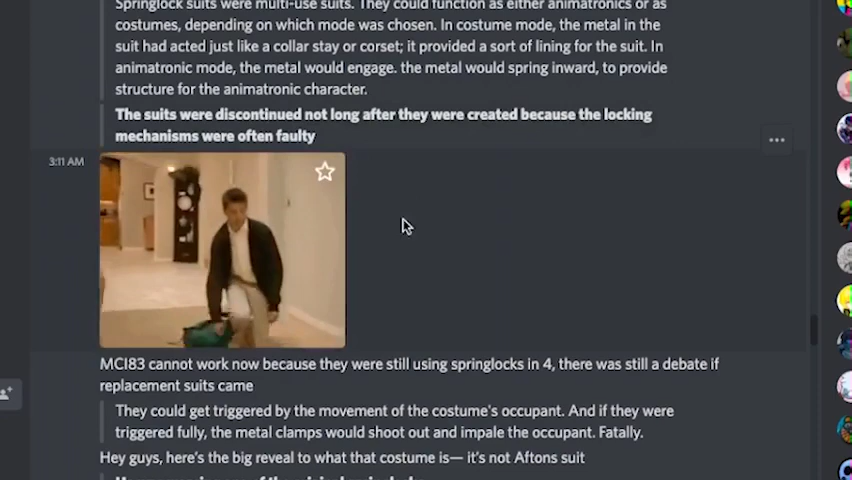 Springlock suits were multi-use suits. They could function as either animatronics or as
costumes, depending on which mode was chosen. In costume mode, the metal in the
suit had acted just like a collar stay or corset; it provided a sort of lining for the suit. In
animatronic mode, the metal would engage. the metal would spring inward, to provide
structure for the animatronic character.
The suits were discontinued not long after they were created because the locking
mechanisms were often faulty
3:11 AM
MCI83 cannot work now because they were still using springlocks in 4, there was still a debate if
replacement suits came
They could get triggered by the movement of the costume's occupant. And if they were
triggered fully, the metal clamps would shoot out and impale the occupant. Fatally.
Hey guys, here's the big reveal to what that costume is— it's not Aftons suit